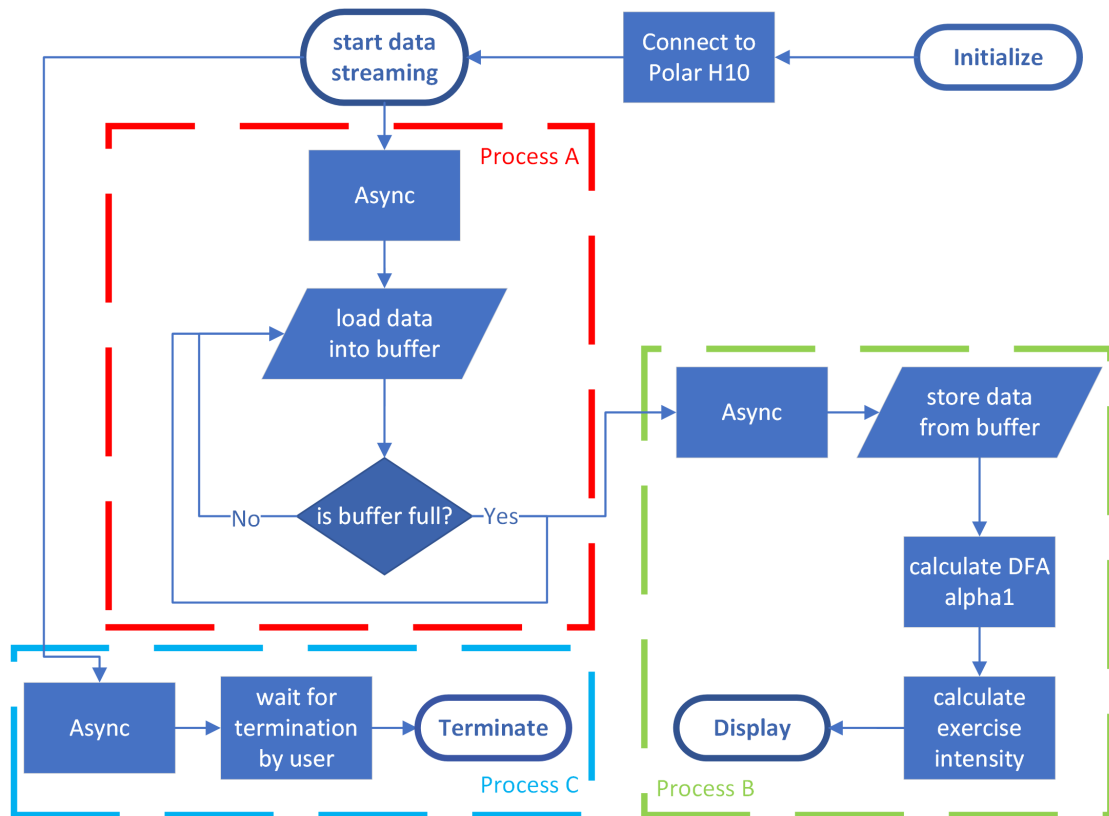 start data
streaming
Connect to
Polar H10
Initialize
Process A
Async
load data
into buffer
is buffer full?
No
Yes
Async
store data
from buffer
calculate DFA
alpha1
calculate
exercise
intensity
Display
Process B
Async
wait for
termination
by user
Terminate
Process C